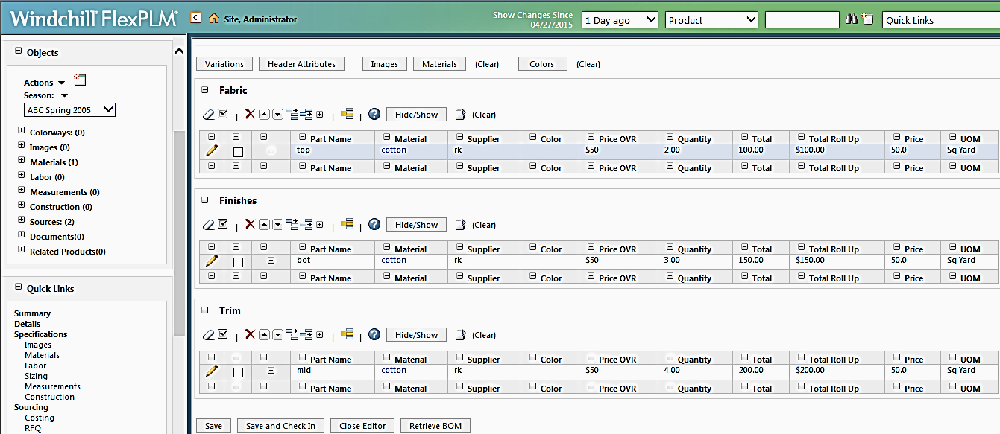 Windchill FlexPLM
Site, Administrator
Show Changes Since
04/27/2015
1 Day ago
Product
Quick Links
Objects
Actions
Season:
ABC Spring 2005
Colorways: (0)
Images (0)
Materials (1)
Labor (0)
Measurements (0)
Construction (0)
Sources: (2)
Documents(0)
Related Products(0)
Quick Links
Summary
Details
Specifications
Images
Materials
Labor
Sizing
Measurements
Construction
Sourcing
Costing
RFQ
Variations Header Attributes Images Materials (Clear) Colors (Clear)
Fabric
Hide/Show (Clear)
Part Name Material Supplier Color Price OVR Quantity Total Total Roll Up Price UOM
top cotton rk $50 2.00 100.00 $100.00 50.0 Sq Yard
Part Name Material Supplier Color Price OVR Quantity Total Total Roll Up Price UOM
Finishes
Hide/Show (Clear)
Part Name Material Supplier Color Price OVR Quantity Total Total Roll Up Price UOM
bot cotton rk $50 3.00 150.00 $150.00 50.0 Sq Yard
Part Name Material Supplier Color Price OVR Quantity Total Total Roll Up Price UOM
Trim
Hide/Show (Clear)
Part Name Material Supplier Color Price OVR Quantity Total Total Roll Up Price UOM
mid cotton rk $50 4.00 200.00 $200.00 50.0 Sq Yard
Part Name Material Supplier Color Price OVR Quantity Total Total Roll Up Price UOM
Save Save and Check In Close Editor Retrieve BOM